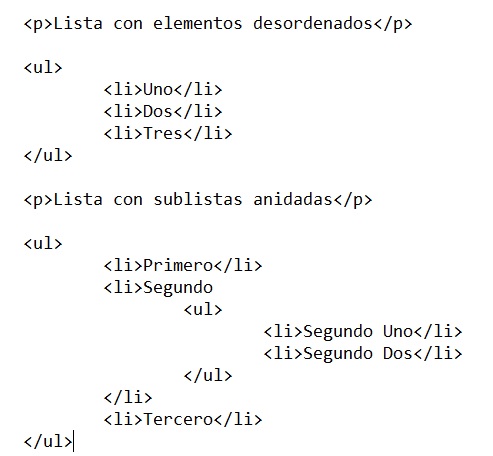 <p>Lista con elementos desordenados</p>
<ul>
<li>Uno</li>
<li>Dos</li>
<li>Tres</li>
</ul>
<p>Lista con sublistas anidadas</p>
<ul>
<li>Primero</li>
<li>Segundo
<ul>
<li>Segundo Uno</li>
<li>Segundo Dos</li>
</ul>
</li>
<li>Tercero</li>
</ul>